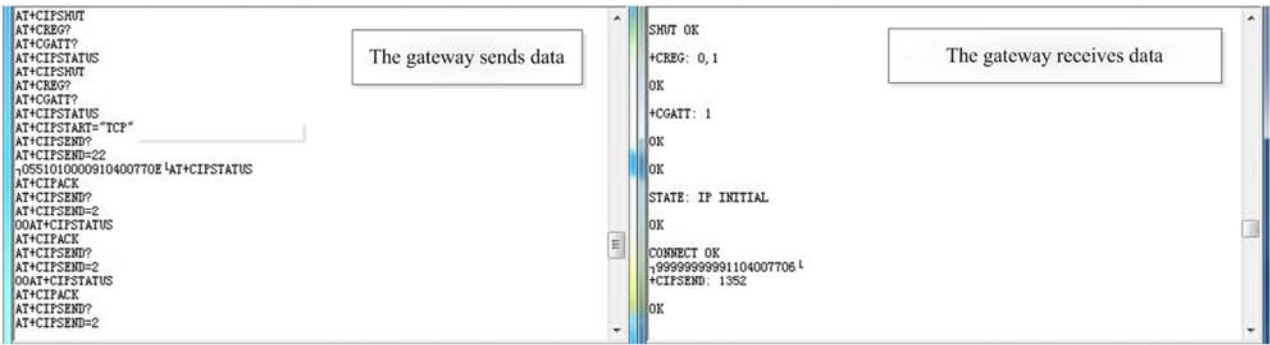 AT+CIPSHUT
AT+CREG?
AT+CGATT?
AT+CIPSTATUS
AT+CIPSHUT
AT+CREG?
AT+CGATT?
AT+CIPSTATUS
AT+CIPSTART="TCP"
AT+CIPSEND?
AT+CIPSEND=22
┐0551010000910400770E└AT+CIPSTATUS
AT+CIPACK
AT+CIPSEND?
AT+CIPSEND=2
00AT+CIPSTATUS
AT+CIPACK
AT+CIPSEND?
AT+CIPSEND=2
00AT+CIPSTATUS
AT+CIPACK
AT+CIPSEND?
AT+CIPSEND=2
The gateway sends data
SHUT OK
+CREG: 0,1
OK
+CGATT: 1
OK
OK
STATE: IP INITIAL
OK
CONNECT OK
┐99999999991104007706└
+CIPSEND: 1352
OK
The gateway receives data